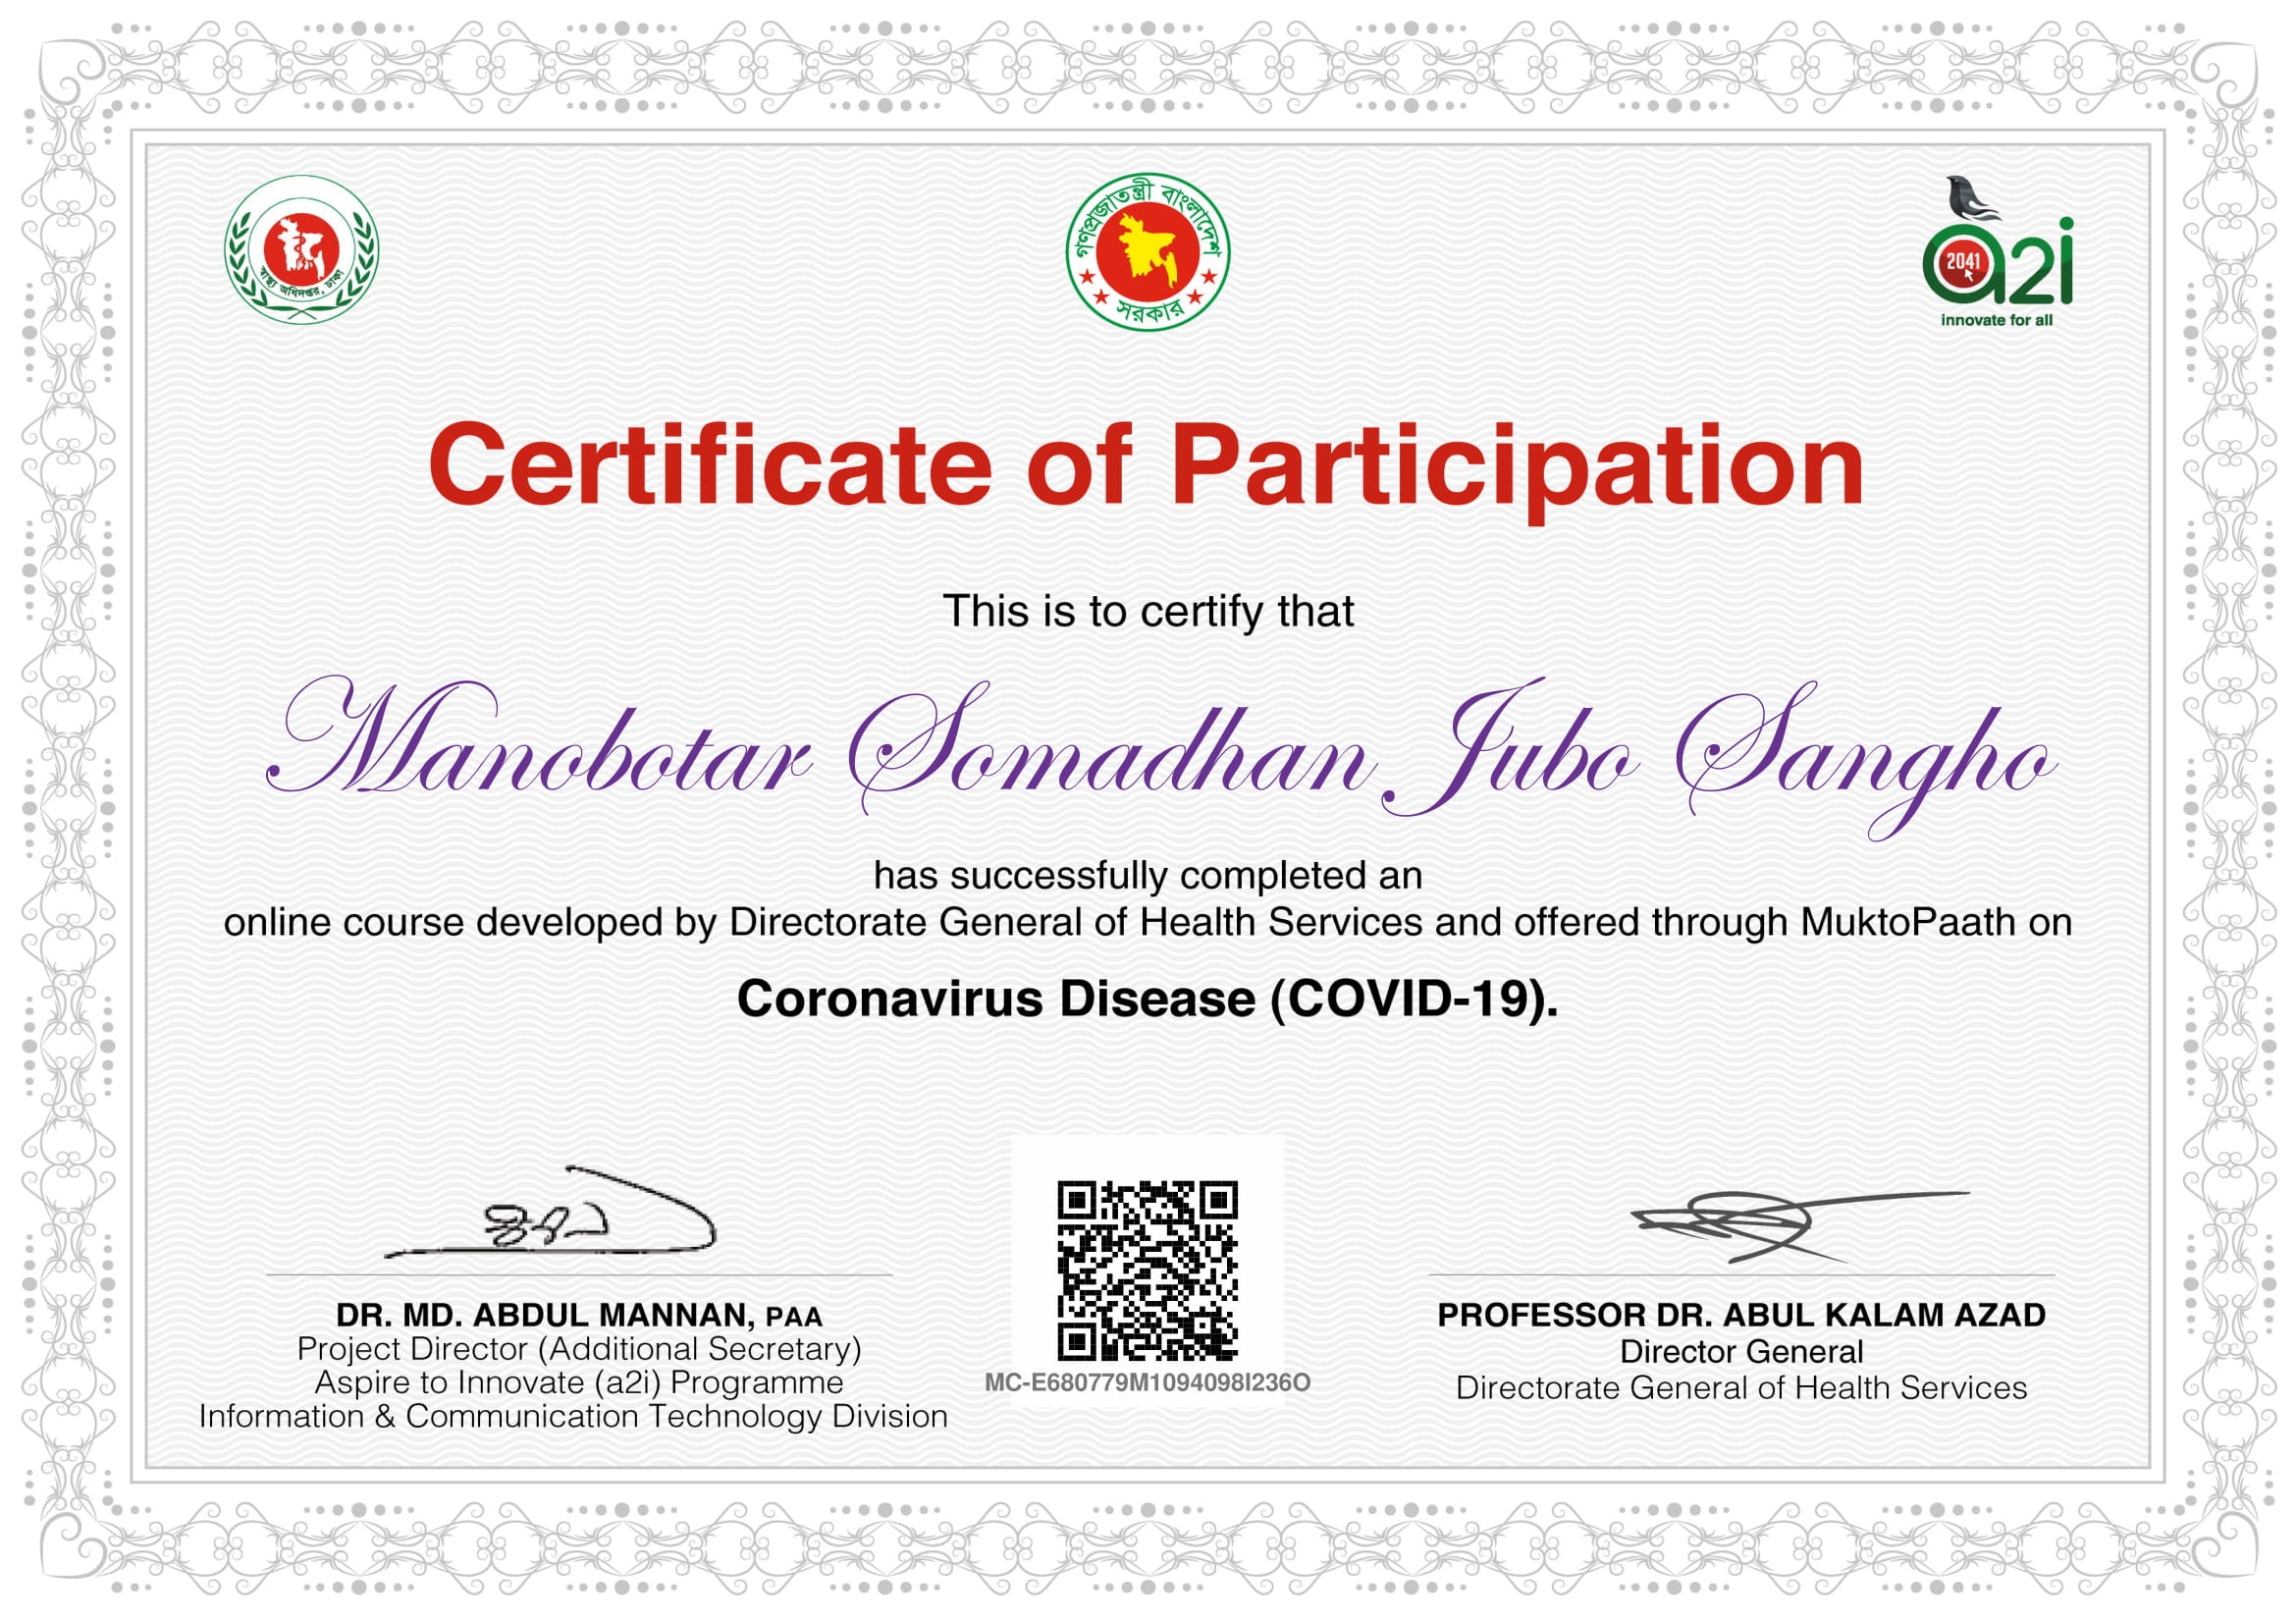 স্বাস্থ্য অধিদপ্তর, ঢাকা
গণপ্রজাতন্ত্রী বাংলাদেশ
সরকার
2041
a2i
innovate for all
Certificate of Participation
This is to certify that
Manobotar Somadhan Jubo Sangho
has successfully completed an
online course developed by Directorate General of Health Services and offered through MuktoPaath on
Coronavirus Disease (COVID-19).
DR. MD. ABDUL MANNAN, PAA
Project Director (Additional Secretary)
Aspire to Innovate (a2i) Programme
Information & Communication Technology Division
MC-E680779M1094098I236O
PROFESSOR DR. ABUL KALAM AZAD
Director General
Directorate General of Health Services